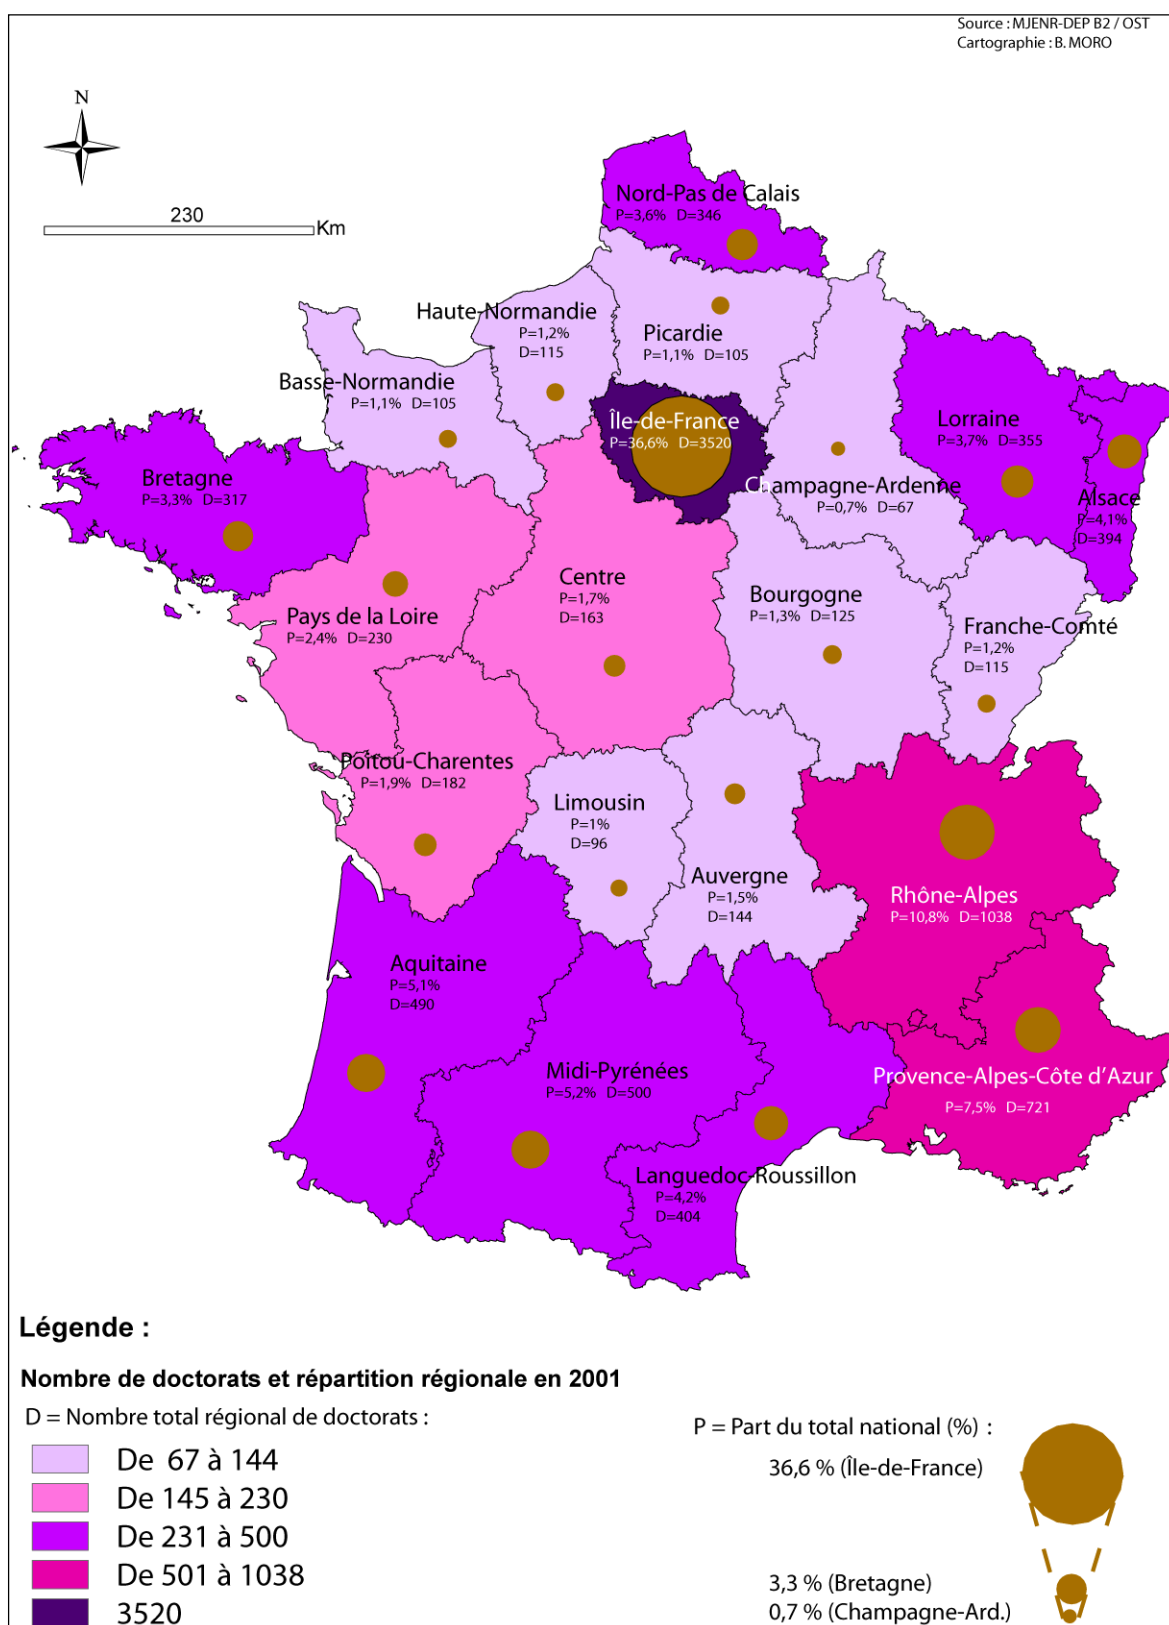 Source : MJENR-DEP B2 / OST
Cartographie : B. MORO
N
230
Km
Nord-Pas de Calais
P=3,6% D=346
Haute-Normandie
P=1,2%
D=115
Picardie
P=1,1% D=105
Basse-Normandie
P=1,1% D=105
Île-de-France
P=36,6% D=3520
Lorraine
P=3,7% D=355
Bretagne
P=3,3% D=317
Champagne-Ardenne
P=0,7% D=67
Alsace
P=4,1%
D=394
Centre
P=1,7%
D=163
Bourgogne
P=1,3% D=125
Pays de la Loire
P=2,4% D=230
Franche-Comté
P=1,2%
D=115
Poitou-Charentes
P=1,9% D=182
Limousin
P=1%
D=96
Auvergne
P=1,5%
D=144
Rhône-Alpes
P=10,8% D=1038
Aquitaine
P=5,1%
D=490
Midi-Pyrénées
P=5,2% D=500
Provence-Alpes-Côte d'Azur
P=7,5% D=721
Languedoc-Roussillon
P=4,2%
D=404
Légende :
Nombre de doctorats et répartition régionale en 2001
D = Nombre total régional de doctorats :
De 67 à 144
De 145 à 230
De 231 à 500
De 501 à 1038
3520
P = Part du total national (%) :
36,6 % (Île-de-France)
3,3 % (Bretagne)
0,7 % (Champagne-Ard.)